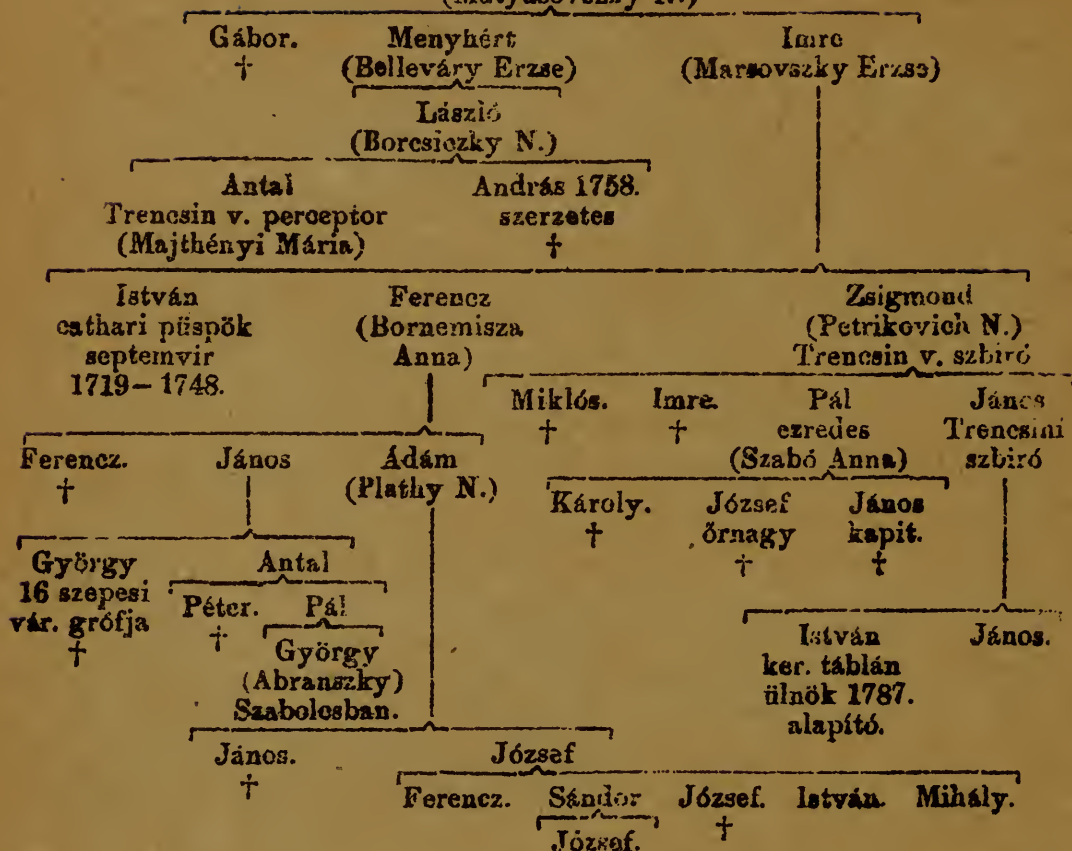 Gábor. Menyhért Imre
† (Belleváry Erzse) (Marsovszky Erzse)
László
(Borcsiczky N.)
Antal András 1758.
Trencsin v. perceptor szerzetes
(Majthényi Mária) †
István Ferencz Zsigmond
cathari püspök (Bornemisza (Petrikovich N.)
septemvir Anna) Trencsin v. szbiró
1719–1748.
Miklós. Imre. Pál János
† † ezredes Trencsini
(Szabó Anna) szbiró
Ferencz. János Ádám
† (Plathy N.)
Károly. József János
† őrnagy kapit.
† †
György Antal
16 szepesi Péter. Pál
vár. grófja †
† György
(Abranszky)
Szabolcsban.
István János.
ker. táblán
ülnök 1787.
alapító.
János. József
†
Ferencz. Sándor József. István. Mihály.
†
József.